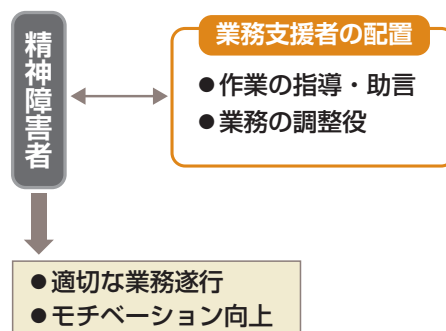 精神障害者
業務支援者の配置
●作業の指導・助言
●業務の調整役
●適切な業務遂行
●モチベーション向上